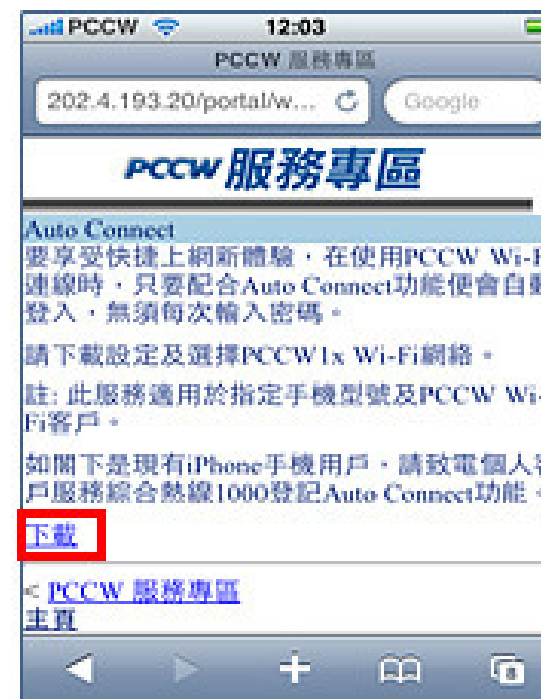 PCCW 12:03
PCCW 服務專區
202.4.193.20/portal/w... Google
PCCW服務專區
Auto Connect
要享受快捷上網新體驗，在使用PCCW Wi-F
連線時，只要配合Auto Connect功能便會自動
登入，無須每次輸入密碼。
請下載設定及選擇PCCW1x Wi-Fi網絡。
註: 此服務適用於指定手機型號及PCCW Wi-
Fi客戶。
如閣下是現有iPhone手機用戶，請致電個人客
戶服務綜合熱線1000登記Auto Connect功能。
下載
< PCCW 服務專區
主頁
8